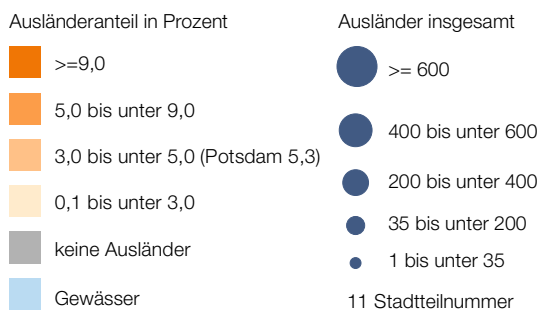 Ausländeranteil in Prozent
>=9,0
5,0 bis unter 9,0
3,0 bis unter 5,0 (Potsdam 5,3)
0,1 bis unter 3,0
keine Ausländer
Gewässer
Ausländer insgesamt
>= 600
400 bis unter 600
200 bis unter 400
35 bis unter 200
1 bis unter 35
11 Stadtteilnummer